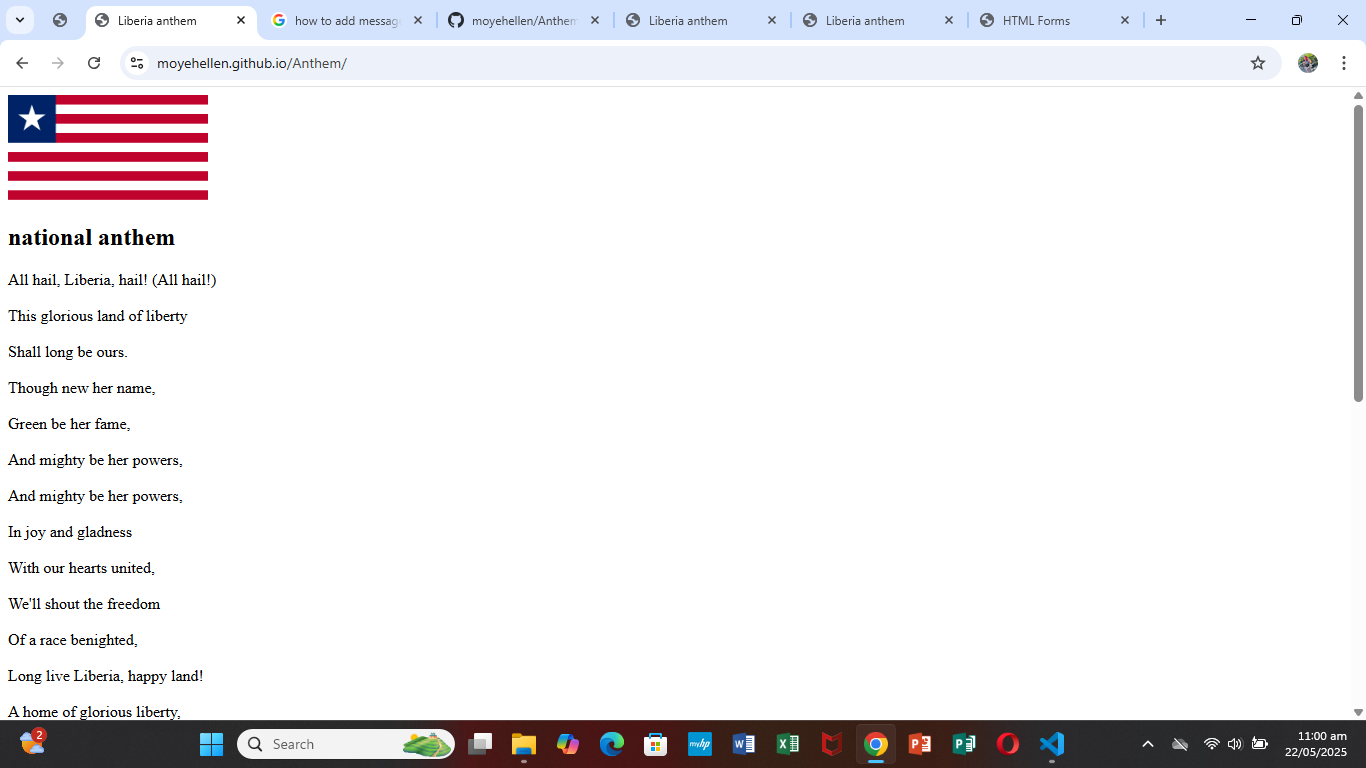 Liberia anthem
how to add messag
moyehellen/Anthem
Liberia anthem
Liberia anthem
HTML Forms
moyehellen.github.io/Anthem/
national anthem
All hail, Liberia, hail! (All hail!)
This glorious land of liberty
Shall long be ours.
Though new her name,
Green be her fame,
And mighty be her powers,
And mighty be her powers,
In joy and gladness
With our hearts united,
We'll shout the freedom
Of a race benighted,
Long live Liberia, happy land!
A home of glorious liberty,
2
Search
myhp
11:00 am
22/05/2025